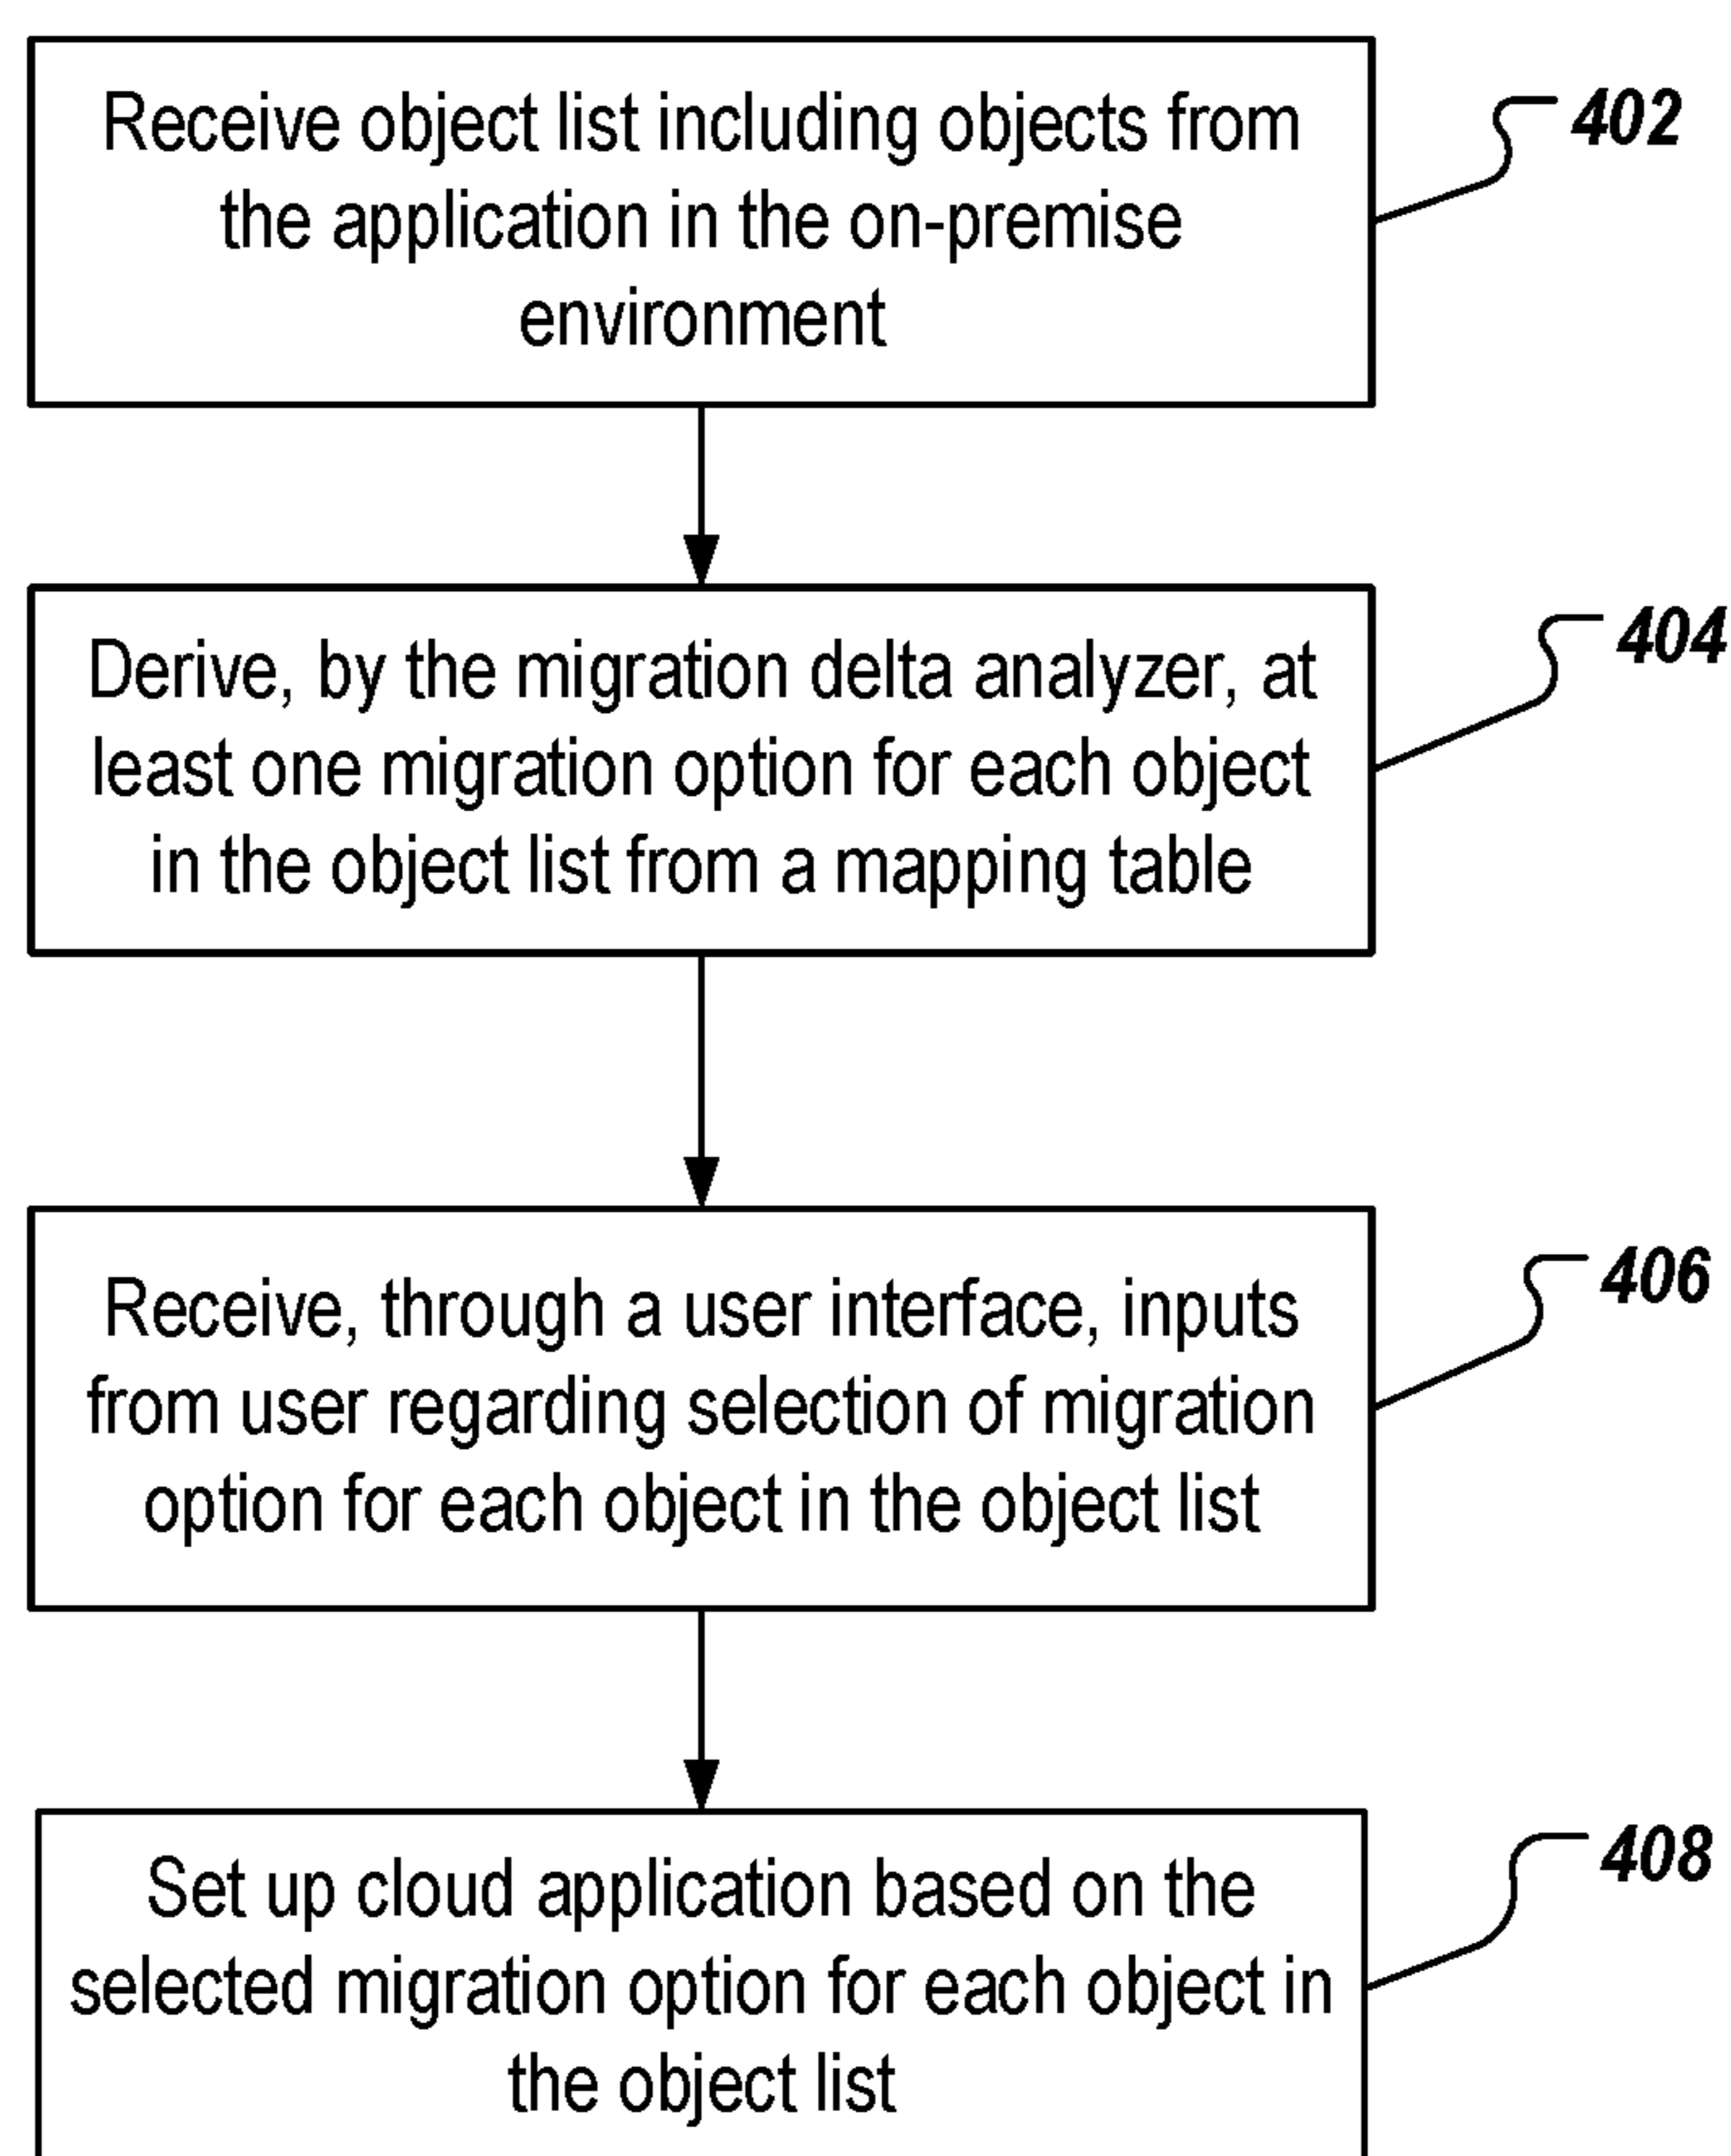 Receive object list including objects from
the application in the on-premise
environment
402
Derive, by the migration delta analyzer, at
least one migration option for each object
in the object list from a mapping table
404
Receive, through a user interface, inputs
from user regarding selection of migration
option for each object in the object list
406
Set up cloud application based on the
selected migration option for each object in
the object list
408